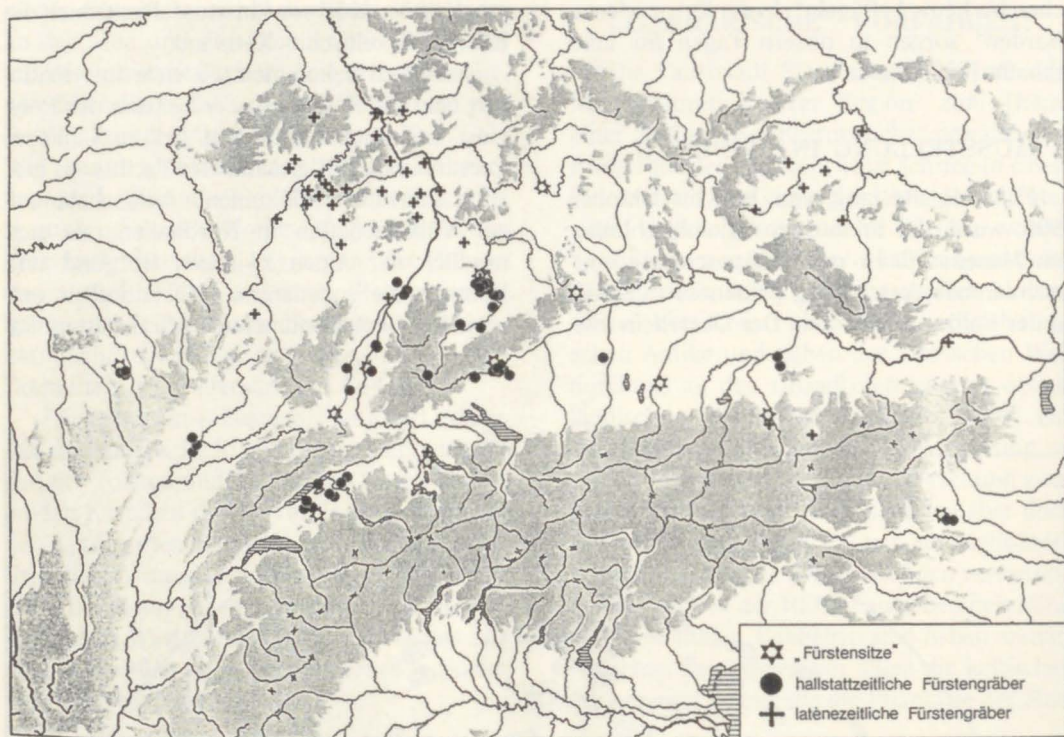 „Fürstensitze“
hallstattzeitliche Fürstengräber
latènezeitliche Fürstengräber